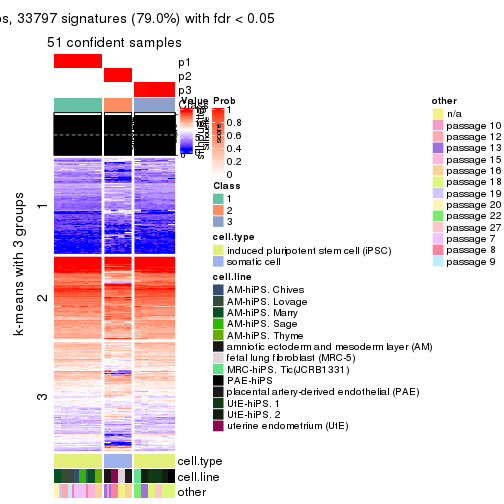 os, 33797 signatures (79.0%) with fdr < 0.05
51 confident samples
p1
p2
p3
Class
k-means with 3 groups
1
2
3
cell.type
cell.line
other
Value
Prob
1
0.8
0.6
0.4
0.2
0
Class
1
2
3
cell.type
induced pluripotent stem cell (iPSC)
somatic cell
cell.line
AM-hiPS. Chives
AM-hiPS. Lovage
AM-hiPS. Marry
AM-hiPS. Sage
AM-hiPS. Thyme
amniotic ectoderm and mesoderm layer (AM)
fetal lung fibroblast (MRC-5)
MRC-hiPS. Tic(JCRB1331)
PAE-hiPS
placental artery-derived endothelial (PAE)
UtE-hiPS. 1
UtE-hiPS. 2
uterine endometrium (UtE)
other
n/a
passage 10
passage 12
passage 13
passage 15
passage 16
passage 18
passage 19
passage 20
passage 22
passage 27
passage 7
passage 8
passage 9